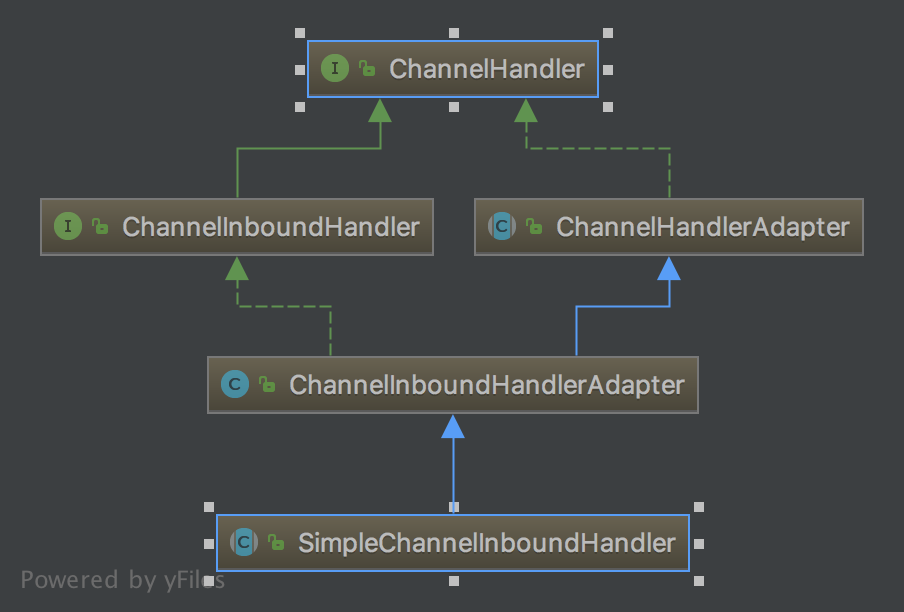 I ChannelHandler
I ChannelInboundHandler
C ChannelHandlerAdapter
C ChannelInboundHandlerAdapter
C SimpleChannelInboundHandler
Powered by yFiles